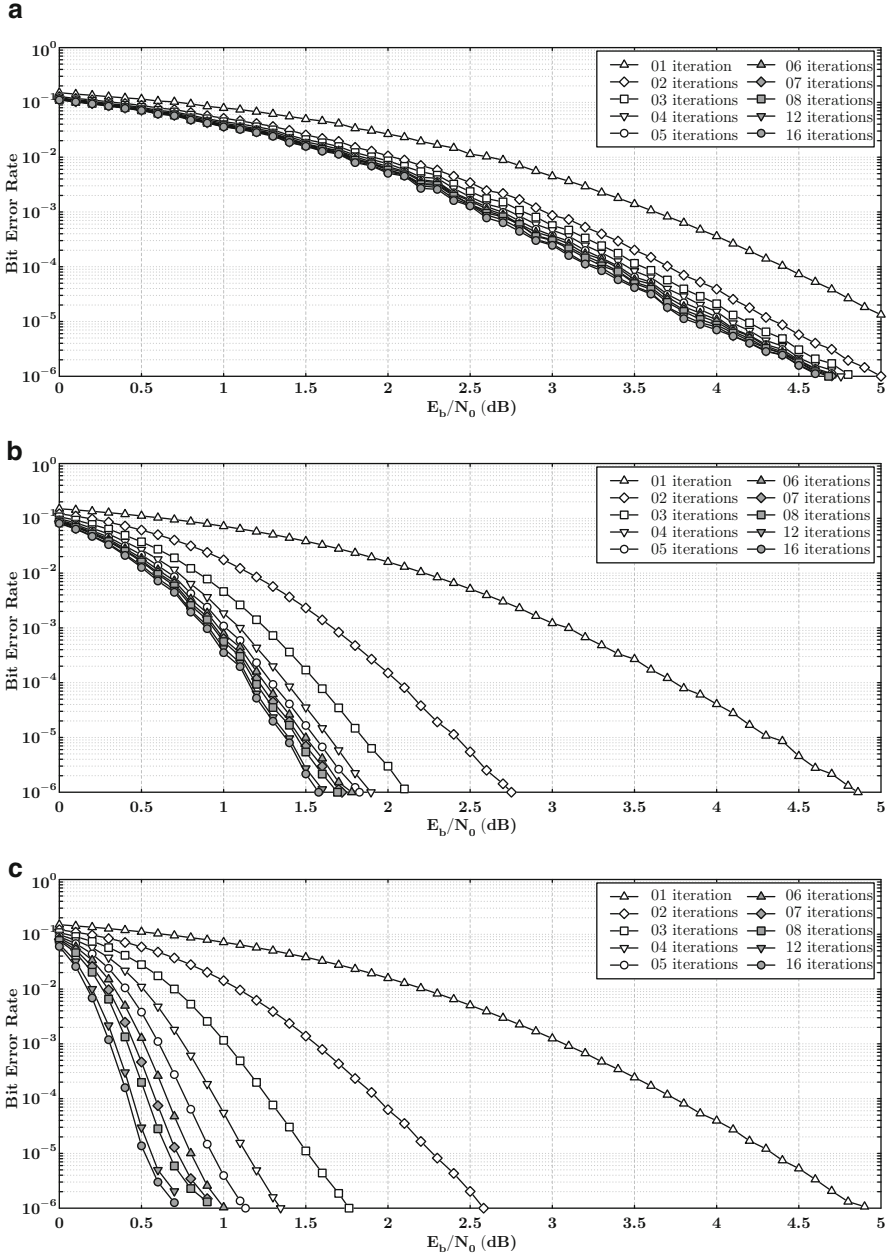 a
Bit Error Rate
10^0
10^-1
10^-2
10^-3
10^-4
10^-5
10^-6
01 iteration
02 iterations
03 iterations
04 iterations
05 iterations
06 iterations
07 iterations
08 iterations
12 iterations
16 iterations
0 0.5 1 1.5 2 2.5 3 3.5 4 4.5 5
E_b/N_0 (dB)
b
Bit Error Rate
10^0
10^-1
10^-2
10^-3
10^-4
10^-5
10^-6
01 iteration
02 iterations
03 iterations
04 iterations
05 iterations
06 iterations
07 iterations
08 iterations
12 iterations
16 iterations
0 0.5 1 1.5 2 2.5 3 3.5 4 4.5 5
E_b/N_0 (dB)
c
Bit Error Rate
10^0
10^-1
10^-2
10^-3
10^-4
10^-5
10^-6
01 iteration
02 iterations
03 iterations
04 iterations
05 iterations
06 iterations
07 iterations
08 iterations
12 iterations
16 iterations
0 0.5 1 1.5 2 2.5 3 3.5 4 4.5 5
E_b/N_0 (dB)